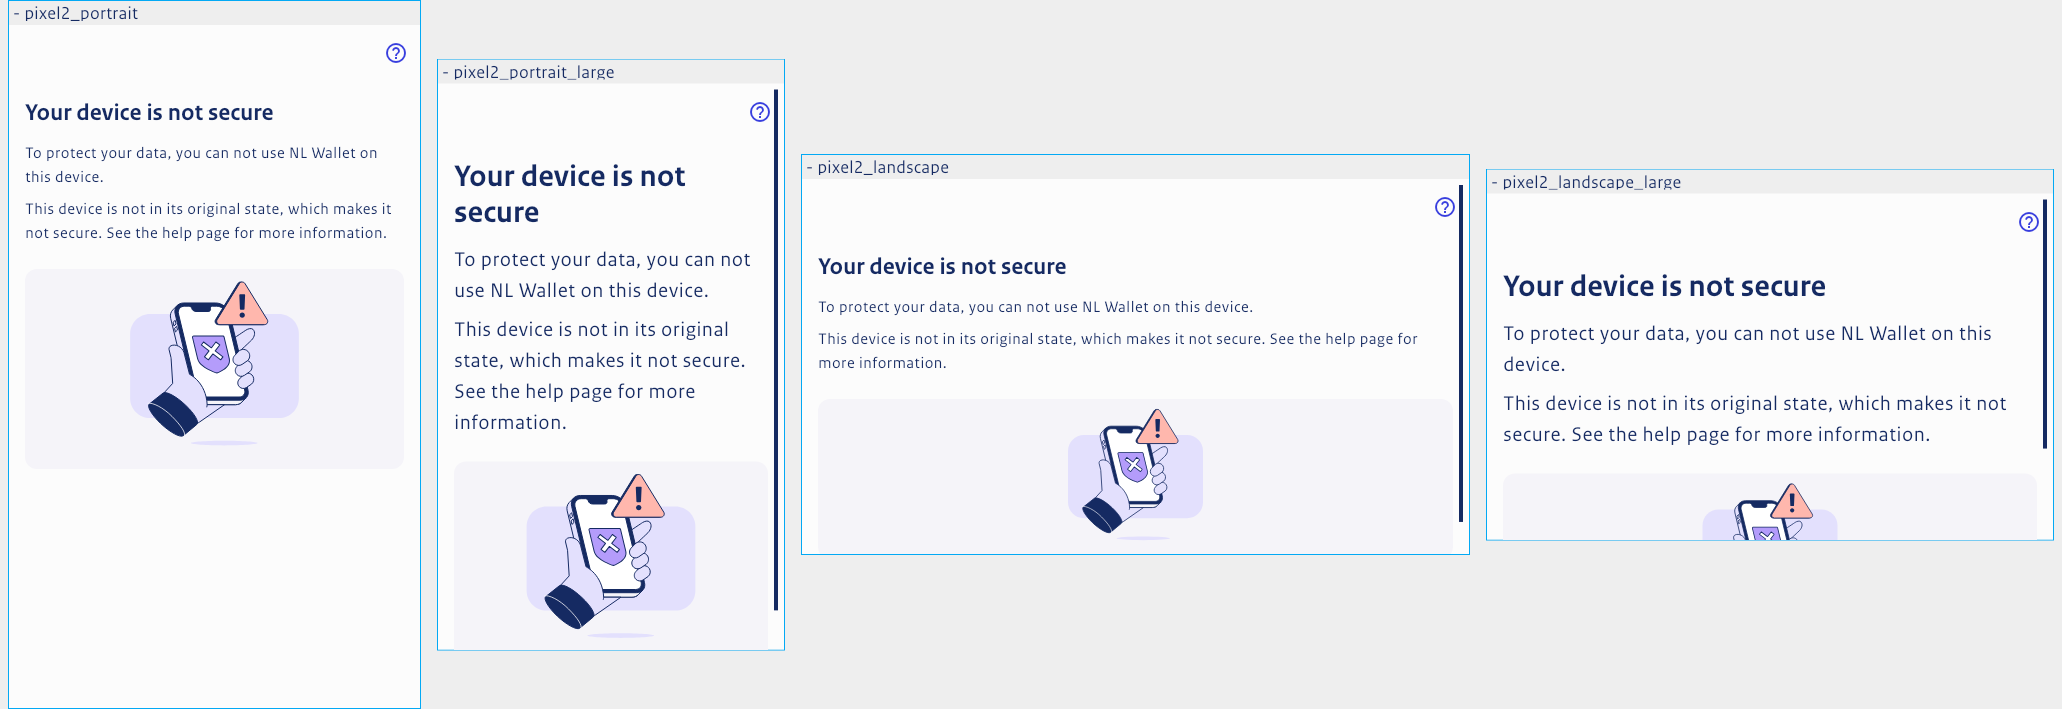 - pixel2_portrait
Your device is not secure
To protect your data, you can not use NL Wallet on
this device.
This device is not in its original state, which makes it
not secure. See the help page for more information.
- pixel2_portrait_large
Your device is not
secure
To protect your data, you can not
use NL Wallet on this device.
This device is not in its original
state, which makes it not secure.
See the help page for more
information.
- pixel2_landscape
Your device is not secure
To protect your data, you can not use NL Wallet on this device.
This device is not in its original state, which makes it not secure. See the help page for
more information.
- pixel2_landscape_large
Your device is not secure
To protect your data, you can not use NL Wallet on this
device.
This device is not in its original state, which makes it not
secure. See the help page for more information.